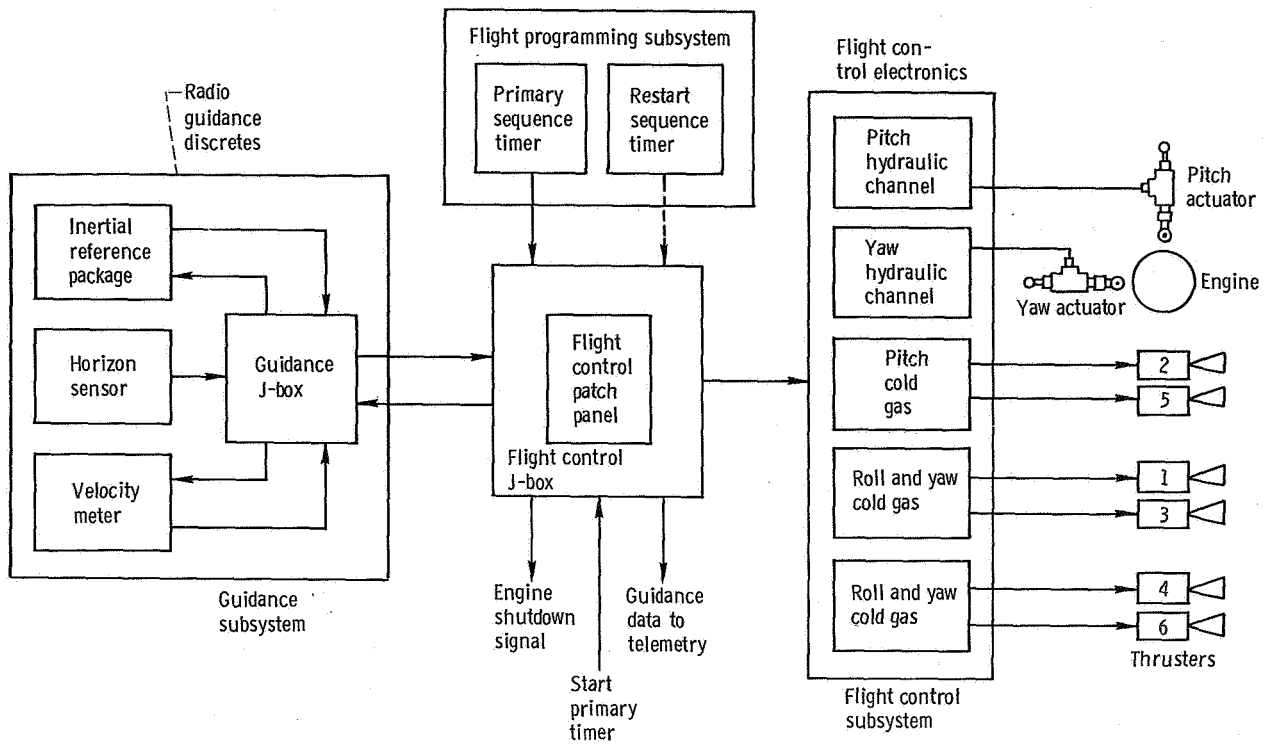 Radio
guidance
discretes
Inertial
reference
package
Horizon
sensor
Velocity
meter
Guidance
J-box
Guidance
subsystem
Flight programming subsystem
Primary
sequence
timer
Restart
sequence
timer
Flight
control
patch
panel
Flight control
J-box
Engine
shutdown
signal
Start
primary
timer
Guidance
data to
telemetry
Flight con-
trol electronics
Pitch
hydraulic
channel
Yaw
hydraulic
channel
Pitch
cold
gas
Roll and yaw
cold gas
Roll and yaw
cold gas
Flight control
subsystem
Pitch
actuator
Engine
Yaw actuator
2
5
1
3
4
6
Thrusters